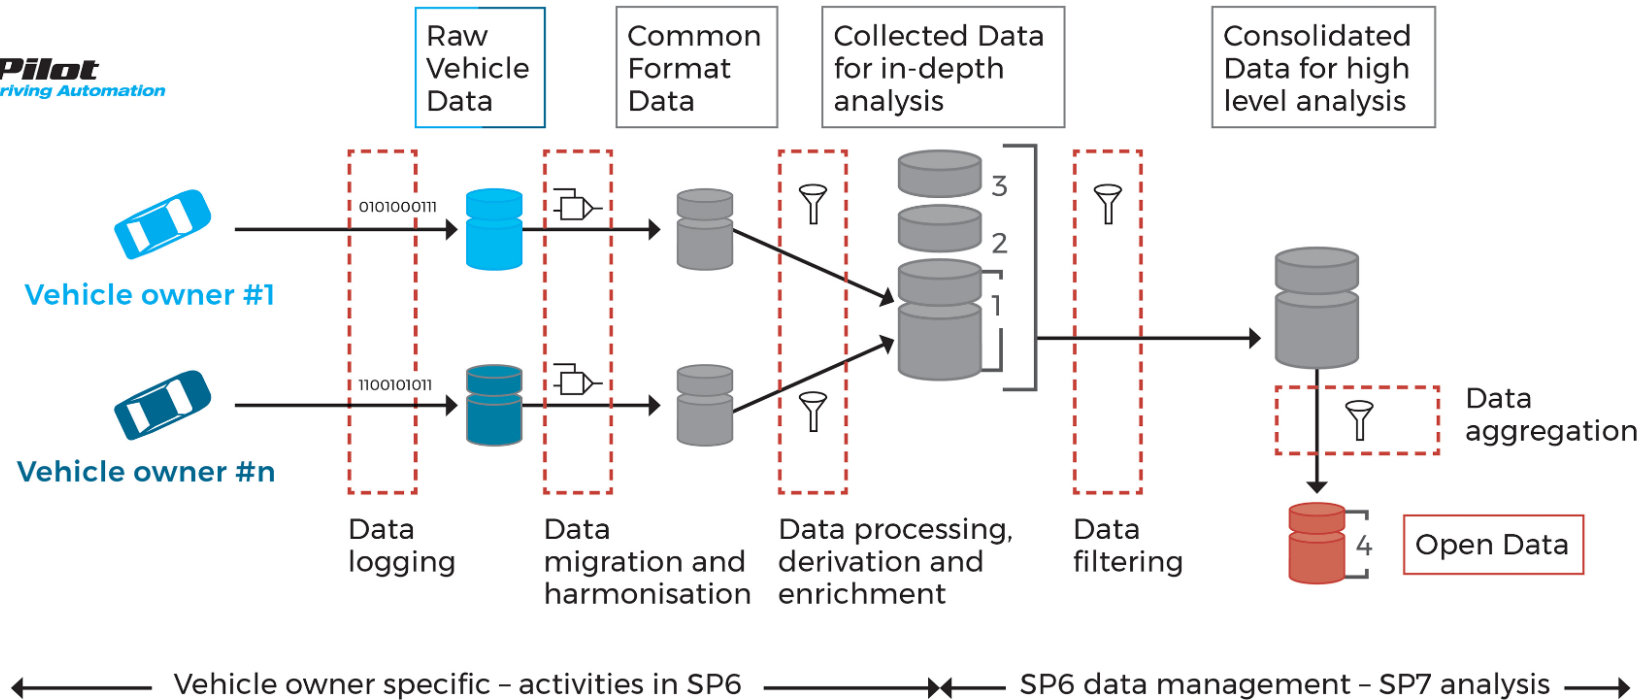 Pilot
riving Automation
Raw
Vehicle
Data
Common
Format
Data
Collected Data
for in-depth
analysis
Consolidated
Data for high
level analysis
0101000111
3
2
1
Vehicle owner #1
1100101011
Vehicle owner #n
Data
aggregation
Data
logging
Data
migration and
harmonisation
Data processing,
derivation and
enrichment
Data
filtering
4
Open Data
Vehicle owner specific – activities in SP6
SP6 data management – SP7 analysis